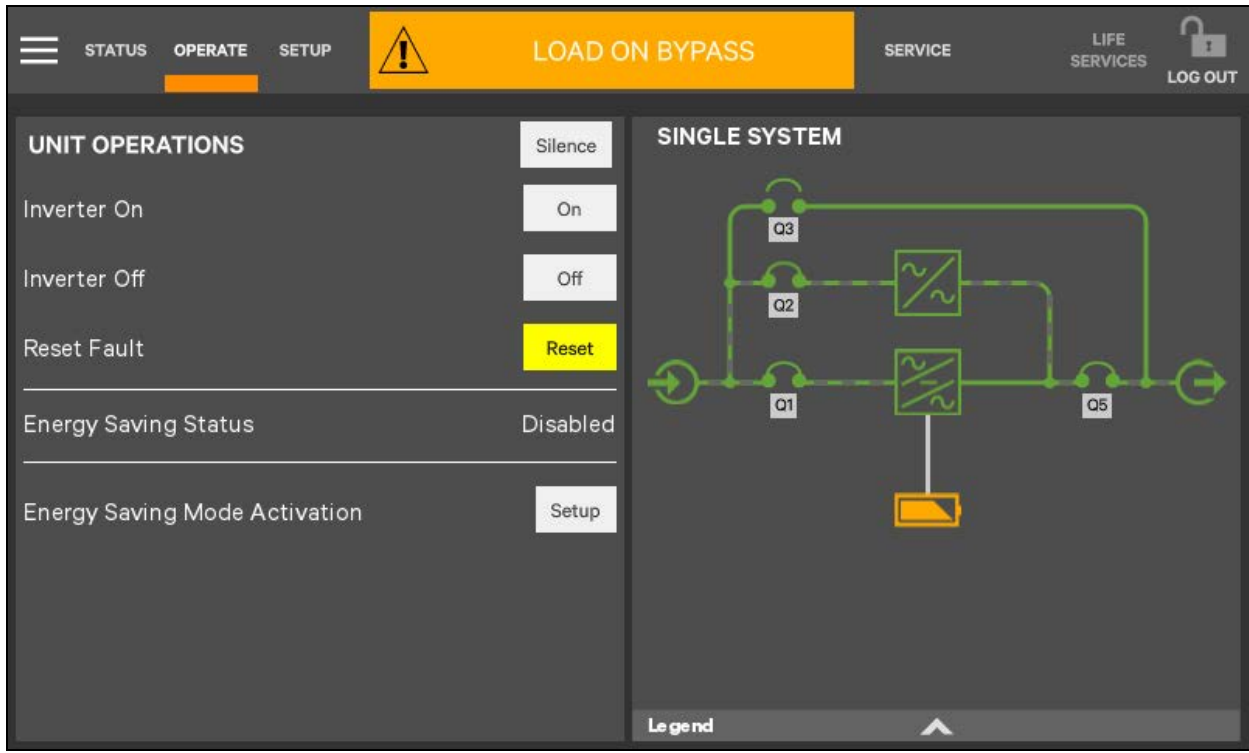 STATUS OPERATE SETUP LOAD ON BYPASS SERVICE LIFE
SERVICES
LOG OUT
UNIT OPERATIONS Silence
Inverter On On
Inverter Off Off
Reset Fault Reset
Energy Saving Status Disabled
Energy Saving Mode Activation Setup
SINGLE SYSTEM
Q3
Q2
Q1 Q5
Legend